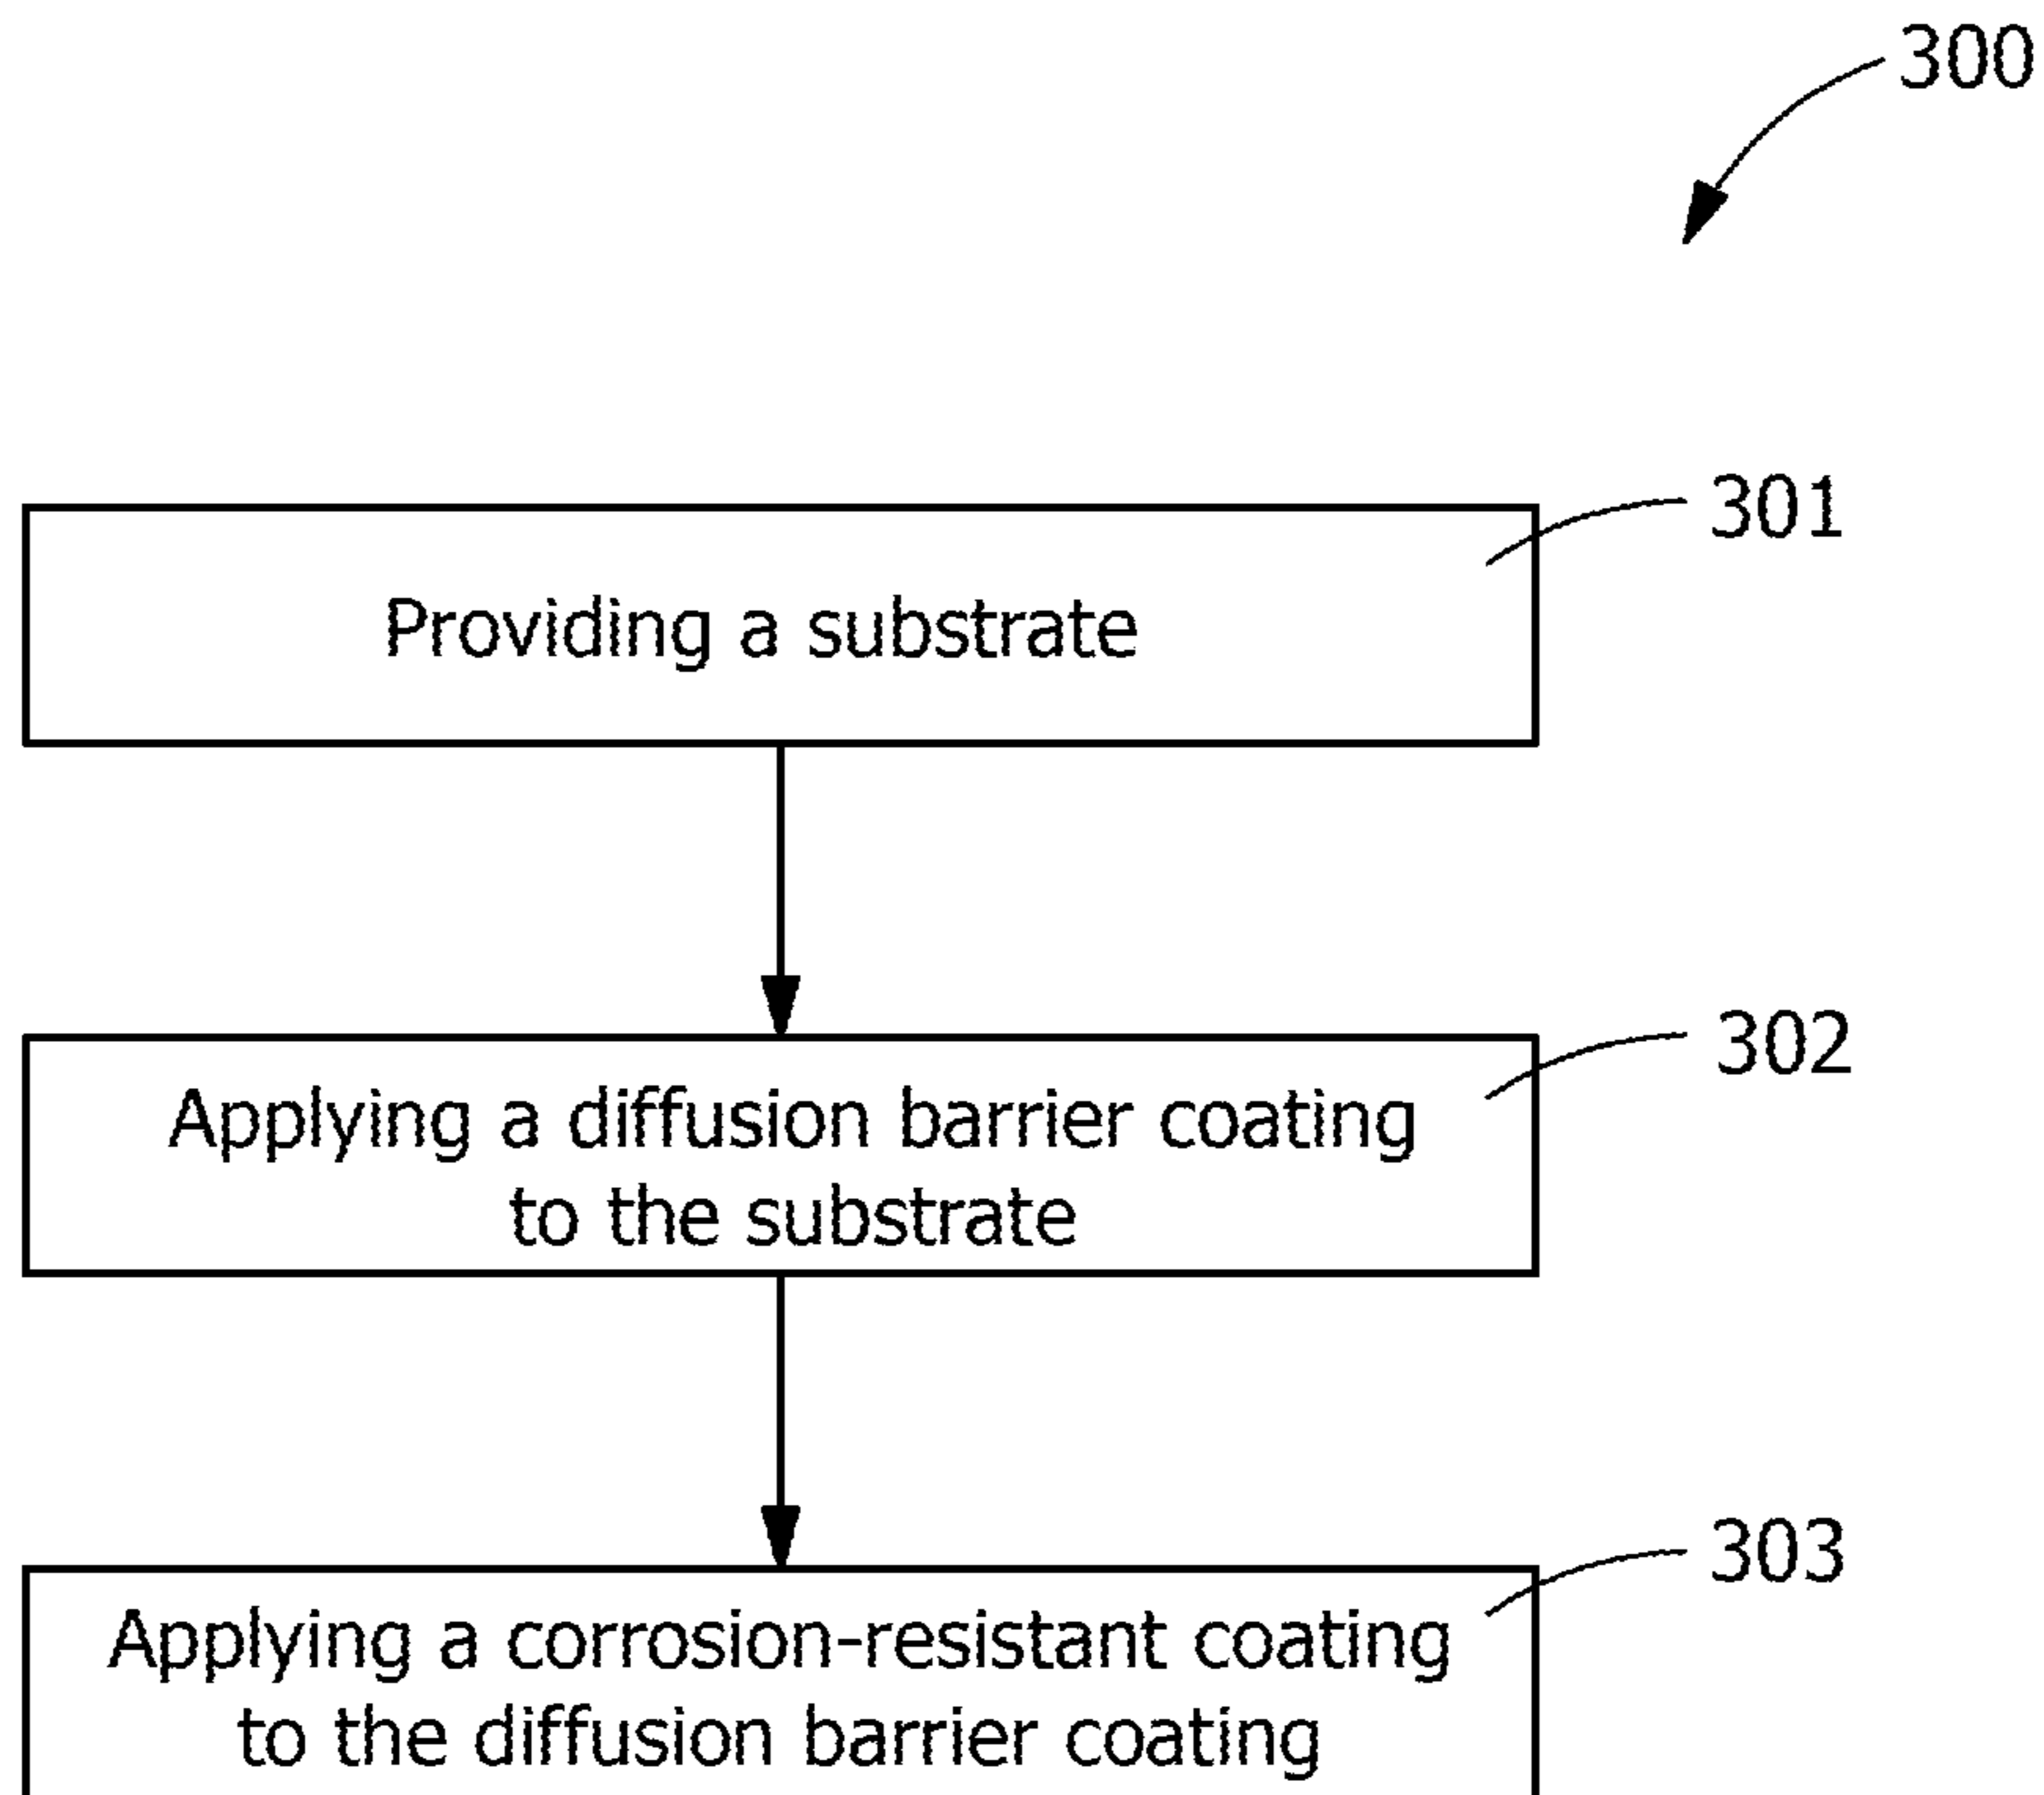 300
301
Providing a substrate
302
Applying a diffusion barrier coating
to the substrate
303
Applying a corrosion-resistant coating
to the diffusion barrier coating